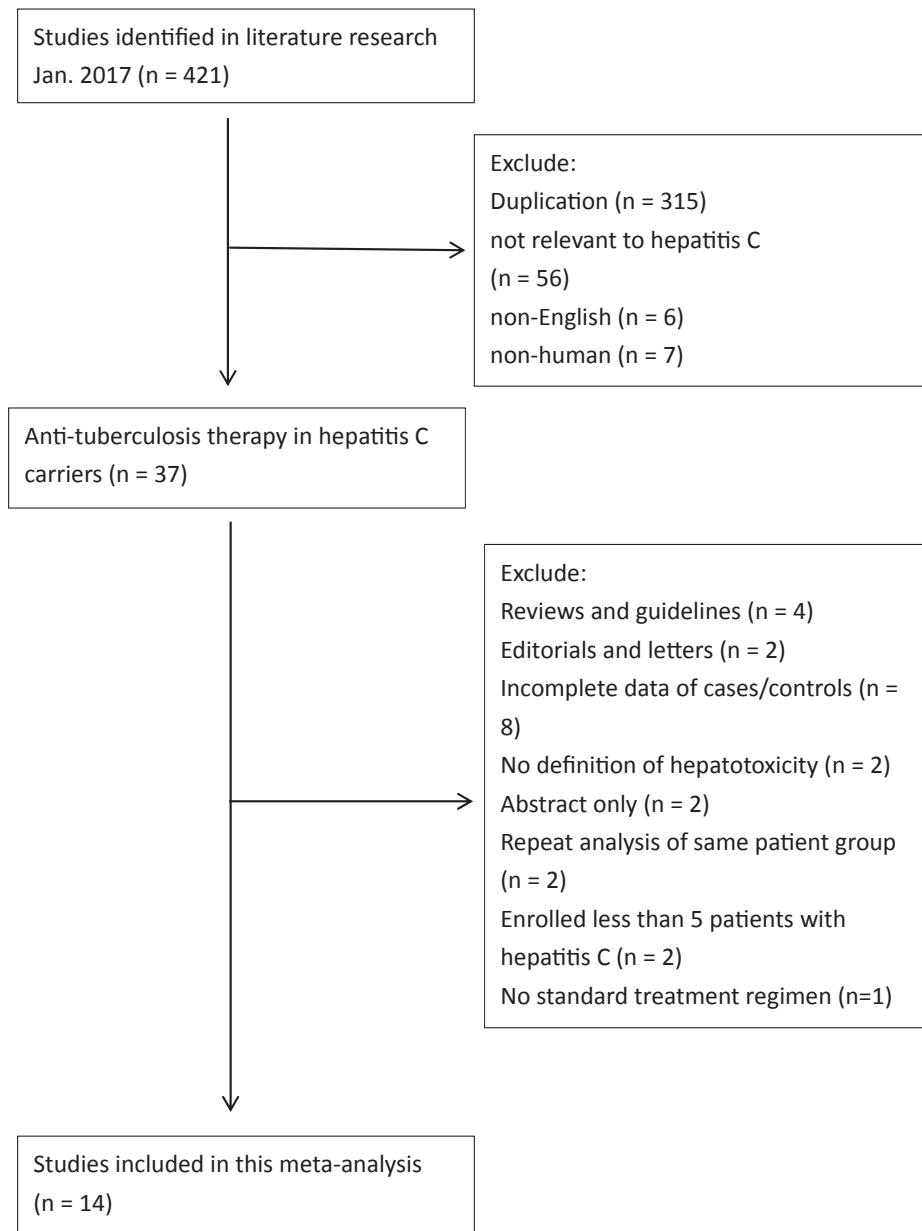 Studies identified in literature research
Jan. 2017 (n = 421)
Exclude:
Duplication (n = 315)
not relevant to hepatitis C
(n = 56)
non-English (n = 6)
non-human (n = 7)
Anti-tuberculosis therapy in hepatitis C
carriers (n = 37)
Exclude:
Reviews and guidelines (n = 4)
Editorials and letters (n = 2)
Incomplete data of cases/controls (n =
8)
No definition of hepatotoxicity (n = 2)
Abstract only (n = 2)
Repeat analysis of same patient group
(n = 2)
Enrolled less than 5 patients with
hepatitis C (n = 2)
No standard treatment regimen (n=1)
Studies included in this meta-analysis
(n = 14)